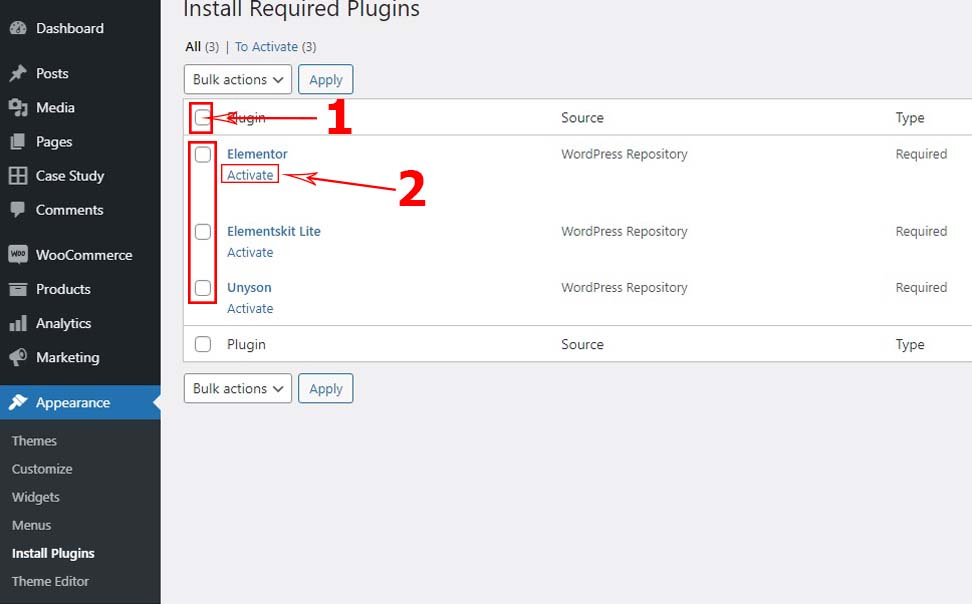 Install Required Plugins
Dashboard
All (3) | To Activate (3)
Posts
Bulk actions Apply
Media
Plugin Source Type
1
Pages
Elementor WordPress Repository Required
Activate
2
Case Study
Comments
Elementskit Lite WordPress Repository Required
Activate
WOO WooCommerce
Products
Unyson WordPress Repository Required
Activate
Analytics
Plugin Source Type
Marketing
Bulk actions Apply
Appearance
Themes
Customize
Widgets
Menus
Install Plugins
Theme Editor